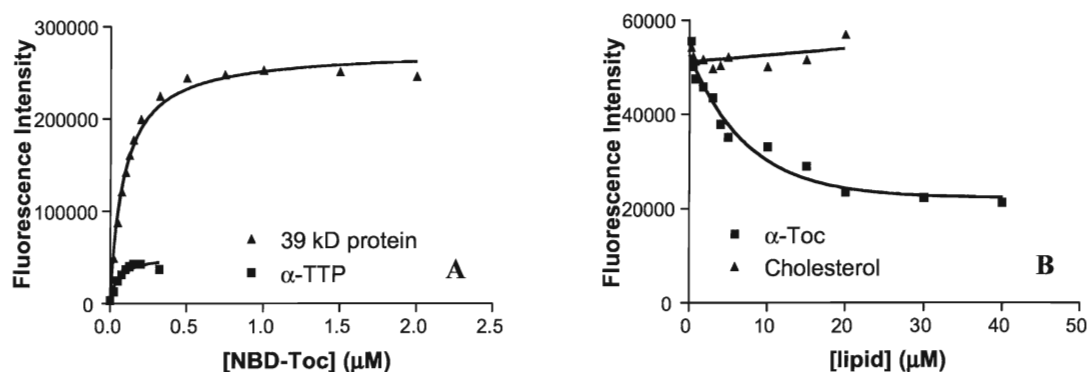 300000
200000
100000
0
Fluorescence Intensity
39 kD protein
α-TTP
A
0.0 0.5 1.0 1.5 2.0 2.5
[NBD-Toc] (μM)
60000
40000
20000
0
Fluorescence Intensity
α-Toc
Cholesterol
B
0 10 20 30 40 50
[lipid] (μM)